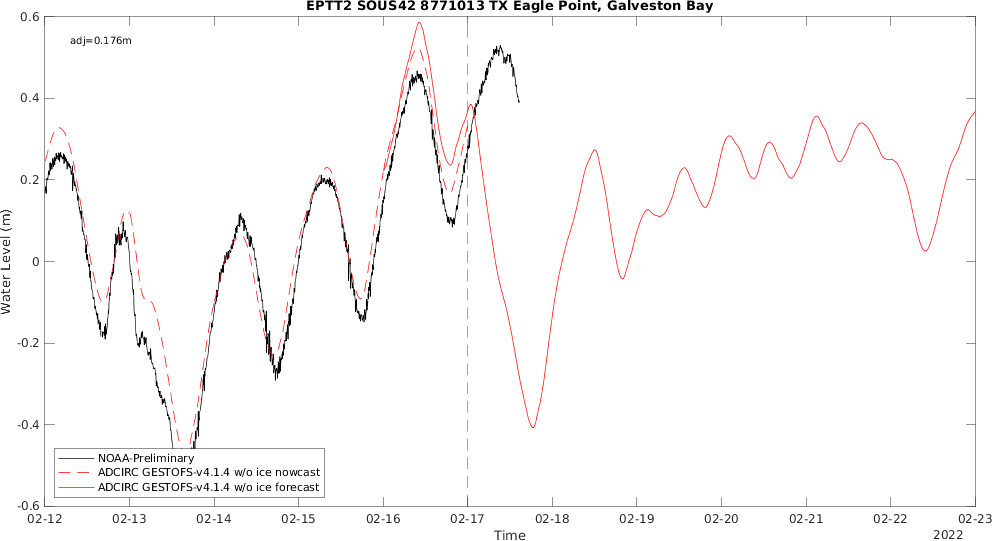 EPTT2 SOUS42 8771013 TX Eagle Point, Galveston Bay
adj=0.176m
0.6
0.4
0.2
0
-0.2
-0.4
-0.6
Water Level (m)
NOAA-Preliminary
ADCIRC GESTOFS-v4.1.4 w/o ice nowcast
ADCIRC GESTOFS-v4.1.4 w/o ice forecast
02-12 02-13 02-14 02-15 02-16 02-17 02-18 02-19 02-20 02-21 02-22 02-23
Time
2022